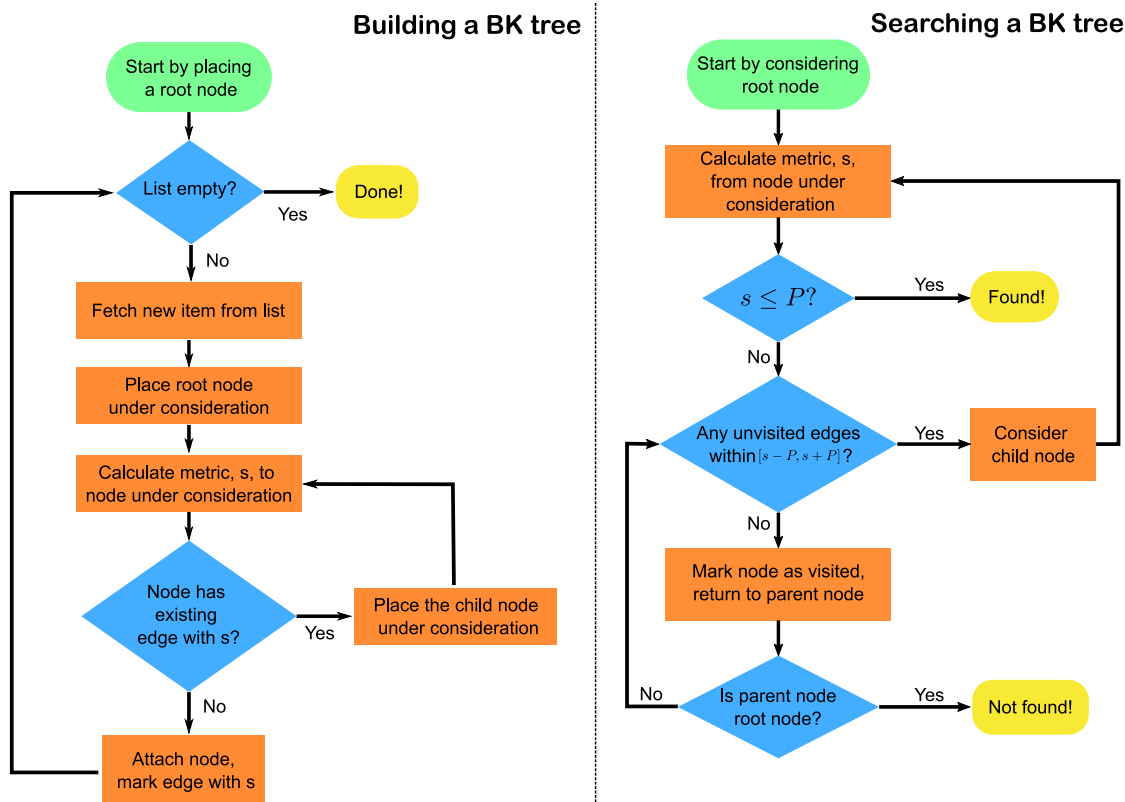 Building a BK tree
Start by placing
a root node
List empty?
Yes
Done!
No
Fetch new item from list
Place root node
under consideration
Calculate metric, s, to
node under consideration
Node has
existing
edge with s?
Yes
Place the child node
under consideration
No
Attach node,
mark edge with s
Searching a BK tree
Start by considering
root node
Calculate metric, s,
from node under
consideration
s ≤ P?
Yes
Found!
No
Any unvisited edges
within [s − P, s + P] ?
Yes
Consider
child node
No
Mark node as visited,
return to parent node
Is parent node
root node?
No
Yes
Not found!